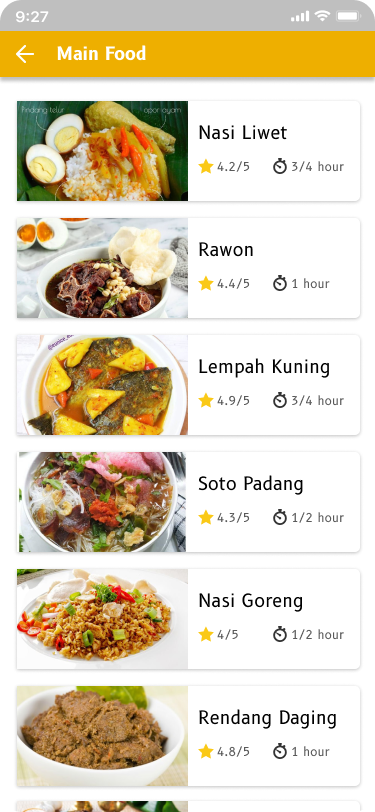 9:27
Main Food
findang telur
opor ayam
Nasi Liwet
4.2/5
3/4 hour
Rawon
4.4/5
1 hour
Lempah Kuning
4.9/5
3/4 hour
Soto Padang
4.3/5
1/2 hour
Nasi Goreng
4/5
1/2 hour
Rendang Daging
4.8/5
1 hour